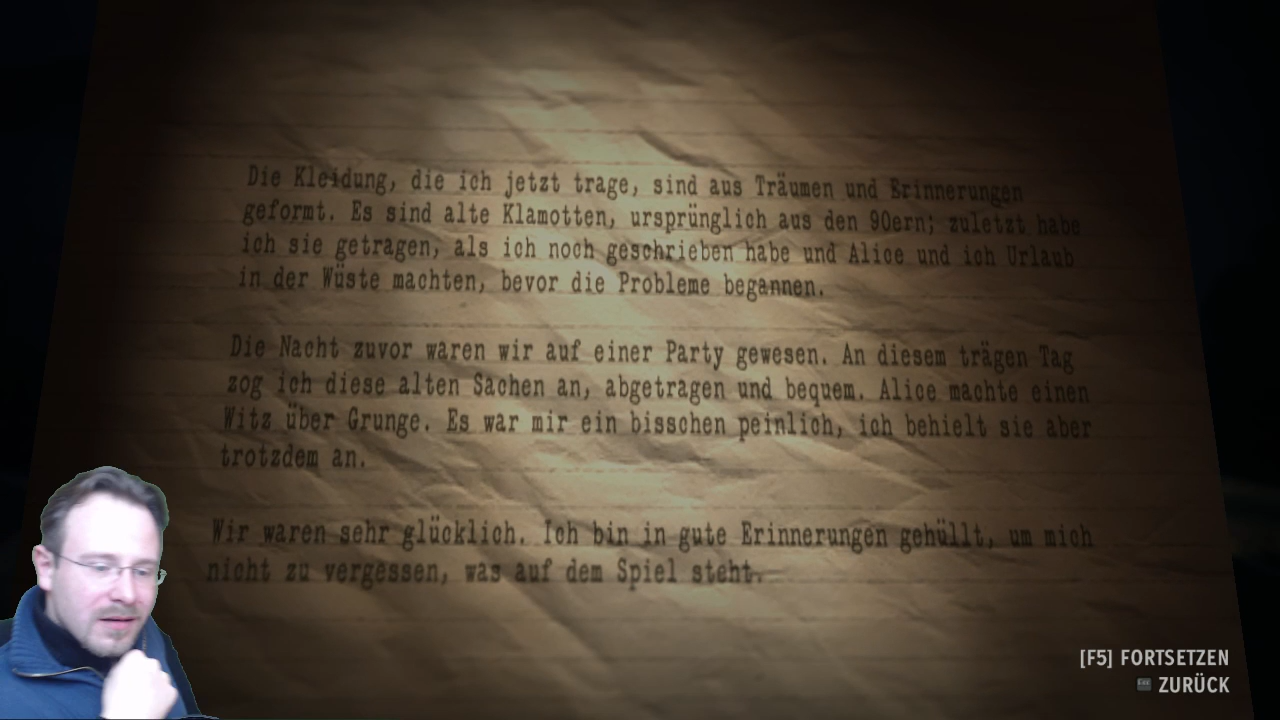 Die Kleidung, die ich jetzt trage, sind aus Träumen und Erinnerungen
geformt. Es sind alte Klamotten, ursprünglich aus den 90ern; zuletzt habe
ich sie getragen, als ich noch geschrieben habe und Alice und ich Urlaub
in der Wüste machten, bevor die Probleme begannen.
Die Nacht zuvor waren wir auf einer Party gewesen. An diesem trägen Tag
zog ich diese alten Sachen an, abgetragen und bequem. Alice machte einen
Witz über Grunge. Es war mir ein bisschen peinlich, ich behielt sie aber
trotzdem an.
Wir waren sehr glücklich. Ich bin in gute Erinnerungen gehüllt, um mich
nicht zu vergessen, was auf dem Spiel steht.
[F5] FORTSETZEN
ZURÜCK